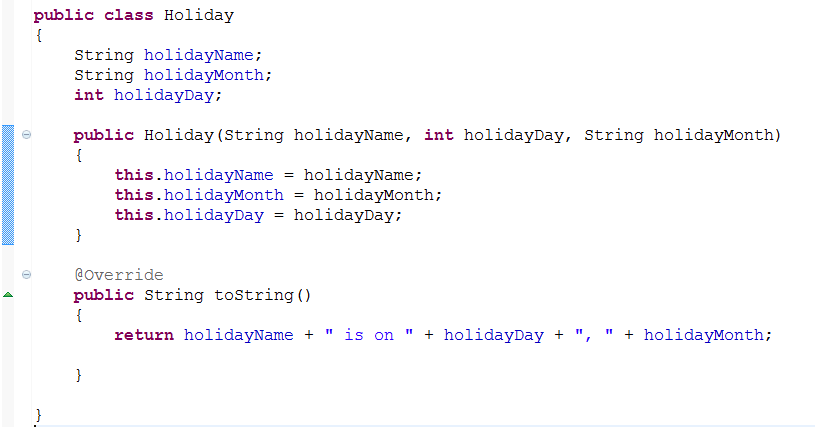 public class Holiday
{
    String holidayName;
    String holidayMonth;
    int holidayDay;

    public Holiday(String holidayName, int holidayDay, String holidayMonth)
    {
        this.holidayName = holidayName;
        this.holidayMonth = holidayMonth;
        this.holidayDay = holidayDay;
    }

    @Override
    public String toString()
    {
        return holidayName + " is on " + holidayDay + ", " + holidayMonth;

    }

}